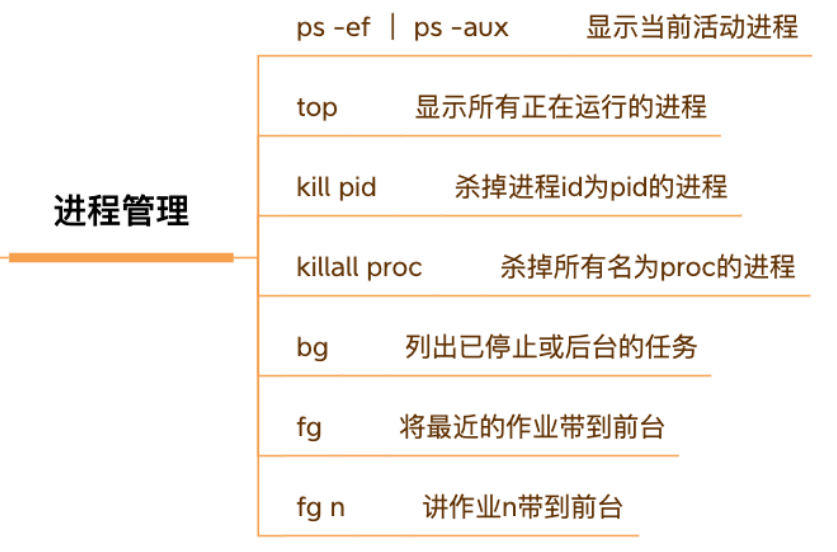 ps -ef | ps -aux 显示当前活动进程
top 显示所有正在运行的进程
kill pid 杀掉进程id为pid的进程
进程管理
killall proc 杀掉所有名为proc的进程
bg 列出已停止或后台的任务
fg 将最近的作业带到前台
fg n 讲作业n带到前台